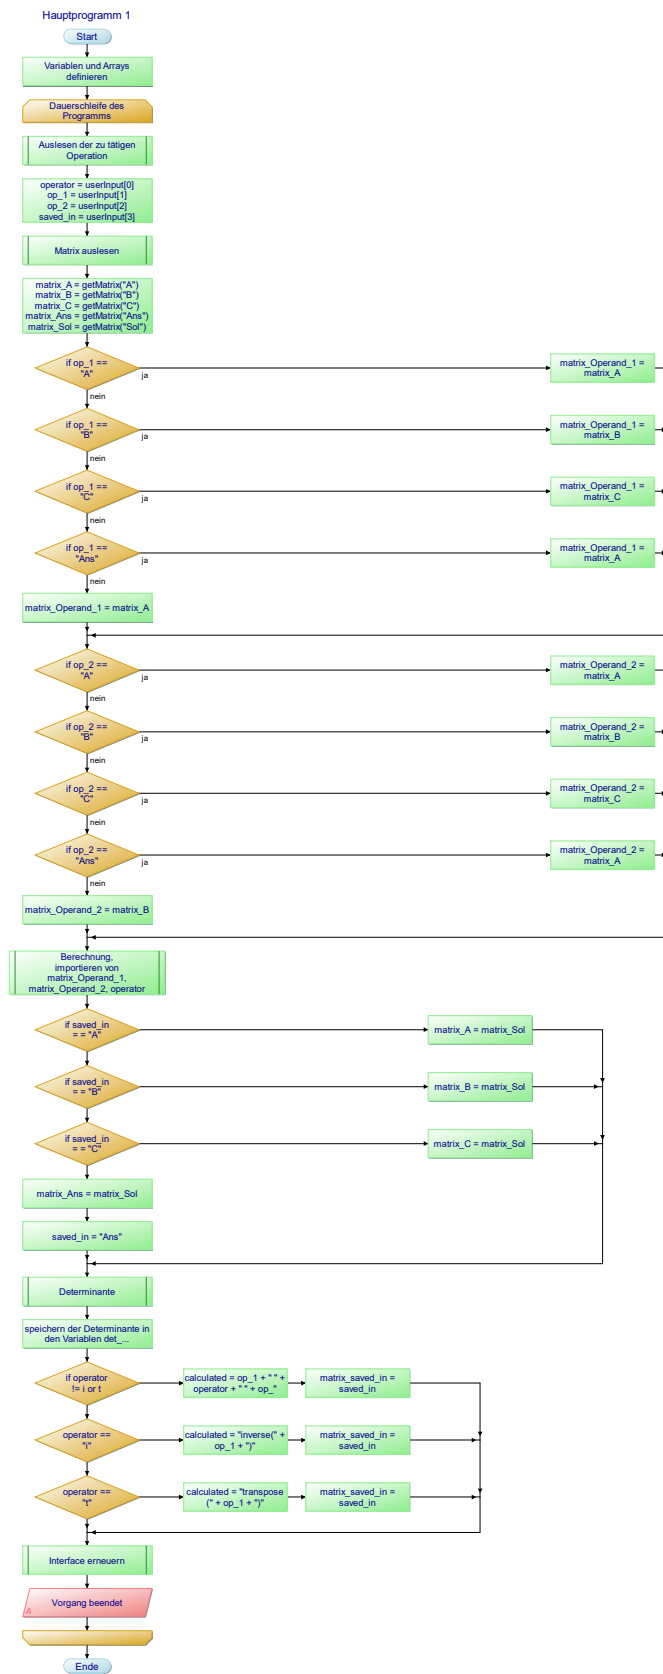 Hauptprogramm 1
Start
Variablen und Arrays
definieren
Dauerschleife des
Programms
Auslesen der zu tätigen
Operation
operator = userInput[0]
op_1 = userInput[1]
op_2 = userInput[2]
saved_in = userInput[3]
Matrix auslesen
matrix_A = getMatrix("A")
matrix_B = getMatrix("B")
matrix_C = getMatrix("C")
matrix_Ans = getMatrix("Ans")
matrix_Sol = getMatrix("Sol")
if op_1 ==
"A"
ja
matrix_Operand_1 =
matrix_A
nein
if op_1 ==
"B"
ja
matrix_Operand_1 =
matrix_B
nein
if op_1 ==
"C"
ja
matrix_Operand_1 =
matrix_C
nein
if op_1 ==
"Ans"
ja
matrix_Operand_1 =
matrix_A
nein
matrix_Operand_1 = matrix_A
if op_2 ==
"A"
ja
matrix_Operand_2 =
matrix_A
nein
if op_2 ==
"B"
ja
matrix_Operand_2 =
matrix_B
nein
if op_2 ==
"C"
ja
matrix_Operand_2 =
matrix_C
nein
if op_2 ==
"Ans"
ja
matrix_Operand_2 =
matrix_A
nein
matrix_Operand_2 = matrix_B
Berechnung,
importieren von
matrix_Operand_1,
matrix_Operand_2, operator
if saved_in
= = "A"
matrix_A = matrix_Sol
if saved_in
= = "B"
matrix_B = matrix_Sol
if saved_in
= = "C"
matrix_C = matrix_Sol
matrix_Ans = matrix_Sol
saved_in = "Ans"
Determinante
speichern der Determinante in
den Variablen det_...
if operator
!= i or t
calculated = op_1 + " " +
operator + " " + op_"
matrix_saved_in =
saved_in
operator ==
"i"
calculated = "inverse(" +
op_1 + ")"
matrix_saved_in =
saved_in
operator ==
"t"
calculated = "transpose
(" + op_1 + ")"
matrix_saved_in =
saved_in
Interface erneuern
Vorgang beendet
A
Ende